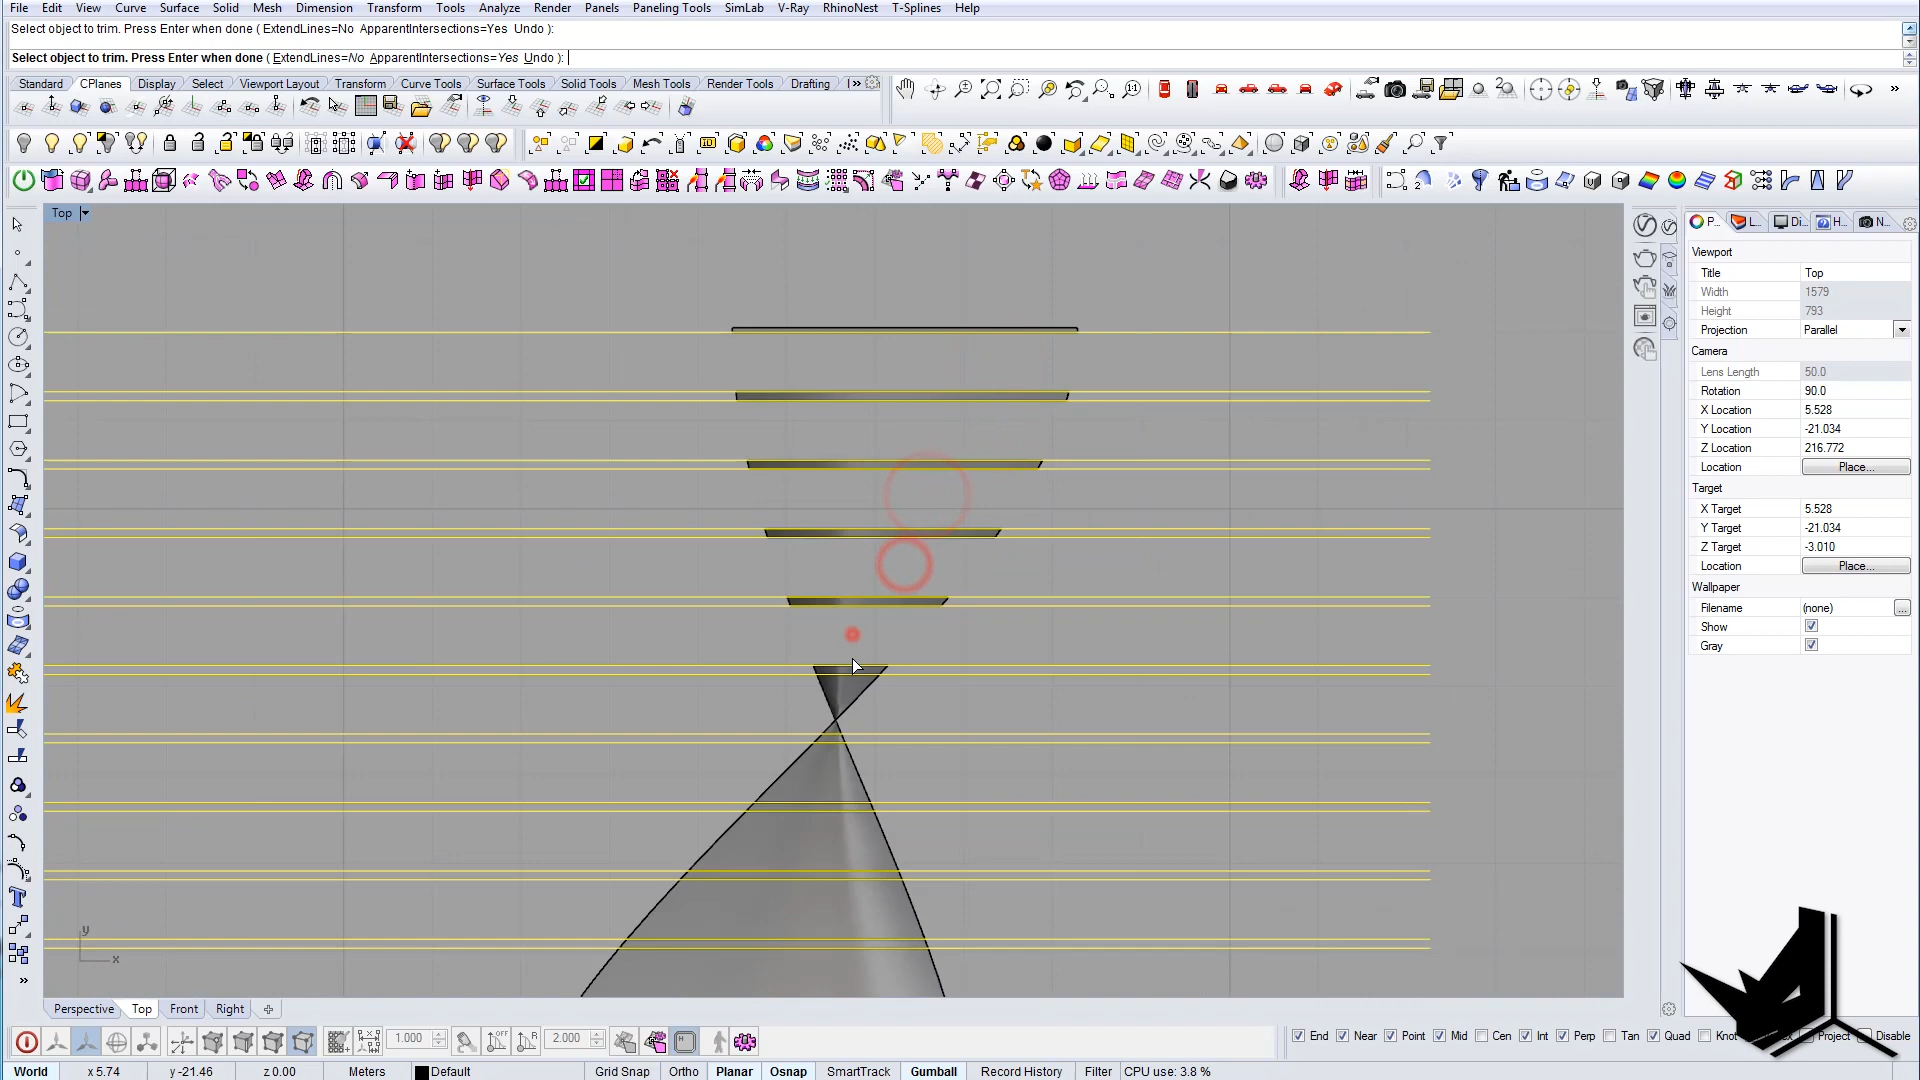 File Edit View Curve Surface Solid Mesh Dimension Transform Tools Analyze Render Panels Paneling Tools SimLab V-Ray RhinoNest T-Splines Help
Select object to trim. Press Enter when done ( ExtendLines=No ApparentIntersections=Yes Undo ):
Select object to trim. Press Enter when done ( ExtendLines=No ApparentIntersections=Yes Undo ):
Standard CPlanes Display Select Viewport Layout Transform Curve Tools Surface Tools Solid Tools Mesh Tools Render Tools Drafting
Top
P... L... Di... H... N...
Viewport
Title Top
Width 1579
Height 793
Projection Parallel
Camera
Lens Length 50.0
Rotation 90.0
X Location 5.528
Y Location -21.034
Z Location 216.772
Location Place...
Target
X Target 5.528
Y Target -21.034
Z Target -3.010
Location Place...
Wallpaper
Filename (none) ...
Show
Gray
y
x
Perspective Top Front Right
1.000 2.000
End Near Point Mid Cen Int Perp Tan Quad Knot Project Disable
World x 5.74 y -21.46 z 0.00 Meters Default Grid Snap Ortho Planar Osnap SmartTrack Gumball Record History Filter CPU use: 3.8 %